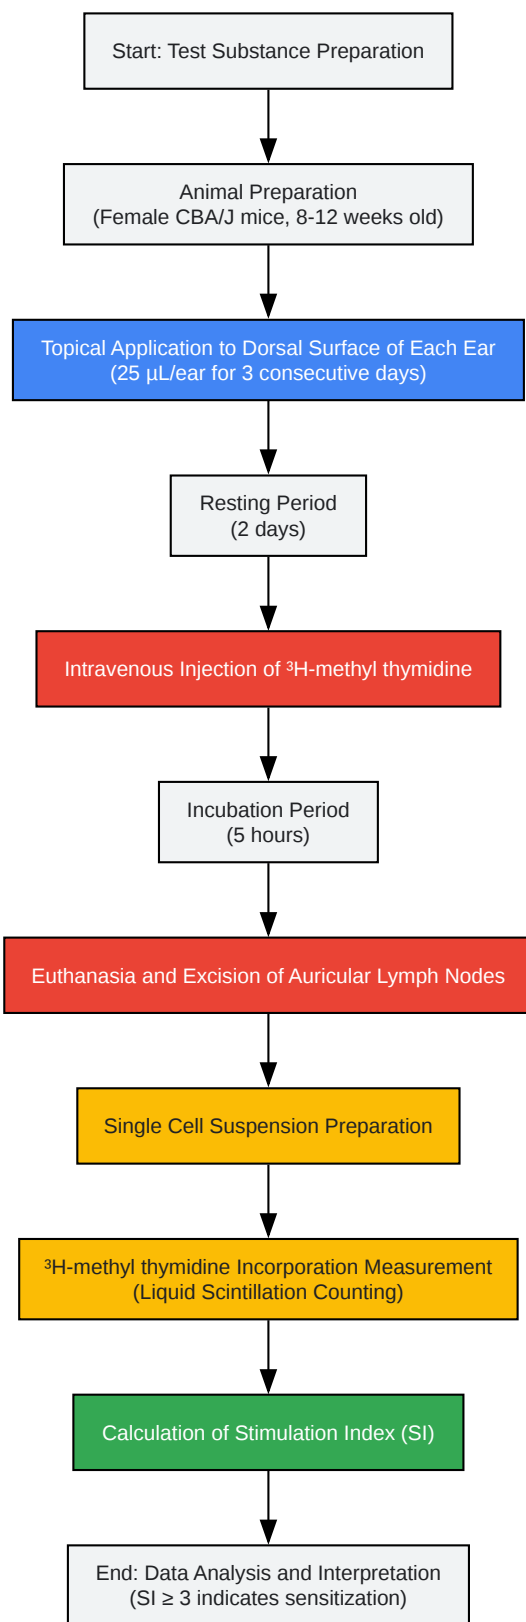 Start: Test Substance Preparation
Animal Preparation
(Female CBA/J mice, 8-12 weeks old)
Topical Application to Dorsal Surface of Each Ear
(25 µL/ear for 3 consecutive days)
Resting Period
(2 days)
Intravenous Injection of ³H-methyl thymidine
Incubation Period
(5 hours)
Euthanasia and Excision of Auricular Lymph Nodes
Single Cell Suspension Preparation
³H-methyl thymidine Incorporation Measurement
(Liquid Scintillation Counting)
Calculation of Stimulation Index (SI)
End: Data Analysis and Interpretation
(SI ≥ 3 indicates sensitization)